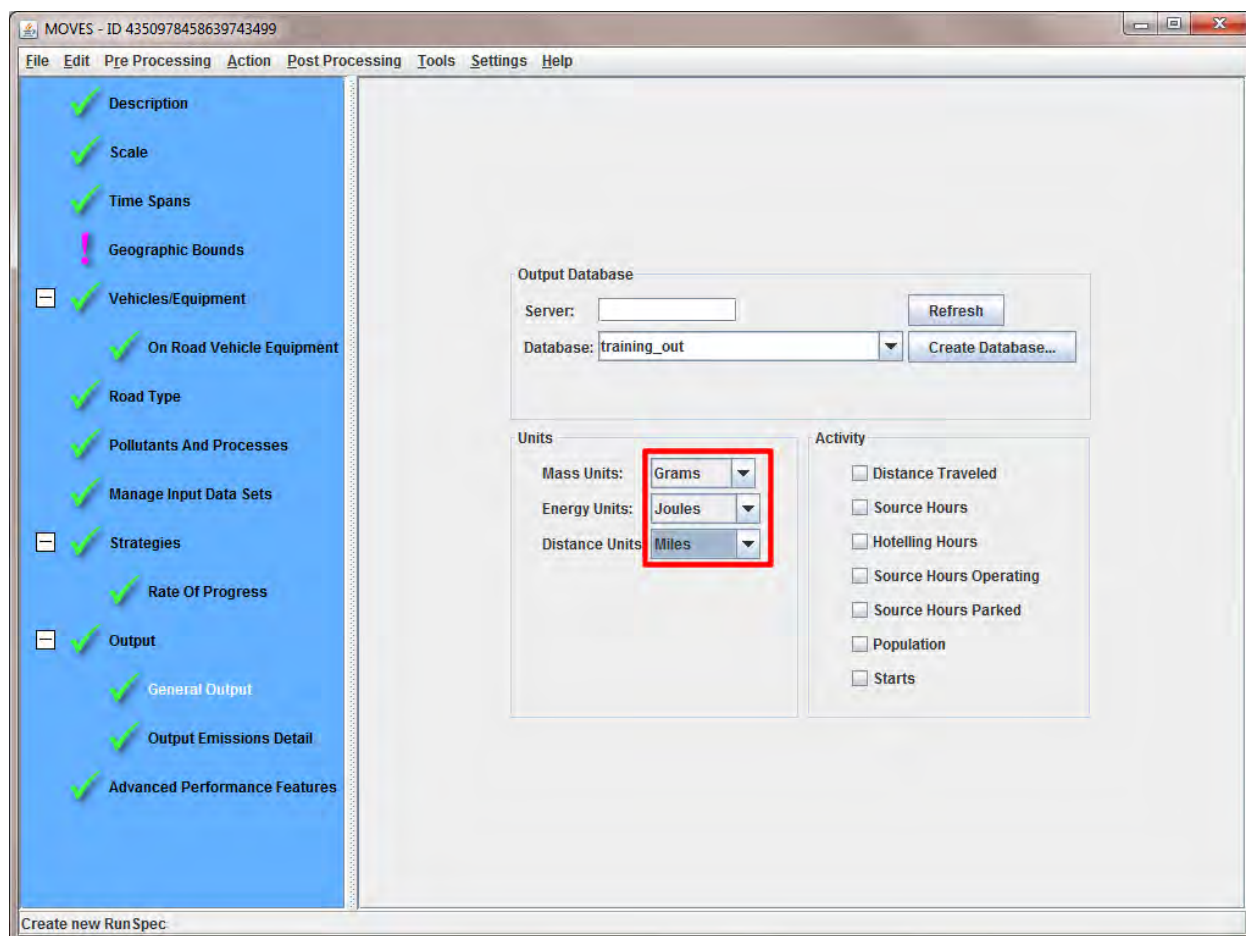 MOVES - ID 4350978458639743499
File Edit Pre Processing Action Post Processing Tools Settings Help
Description
Scale
Time Spans
Geographic Bounds
Vehicles/Equipment
On Road Vehicle Equipment
Road Type
Pollutants And Processes
Manage Input Data Sets
Strategies
Rate Of Progress
Output
General Output
Output Emissions Detail
Advanced Performance Features
Output Database
Server:
Refresh
Database: training_out
Create Database...
Units
Mass Units: Grams
Energy Units: Joules
Distance Units Miles
Activity
Distance Traveled
Source Hours
Hotelling Hours
Source Hours Operating
Source Hours Parked
Population
Starts
Create new RunSpec